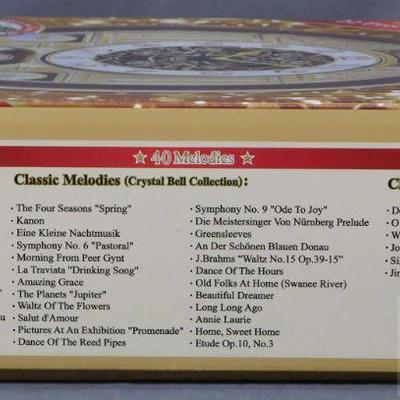 ☆ 40 Melodies ☆
Classic Melodies (Crystal Bell Collection):
· The Four Seasons "Spring"
· Kanon
· Eine Kleine Nachtmusik
· Symphony No. 6 "Pastoral"
· Morning From Peer Gynt
· La Traviata "Drinking Song"
· Amazing Grace
· The Planets "Jupiter"
· Waltz Of The Flowers
· Salut d'Amour
· Pictures At An Exhibition "Promenade"
· Dance Of The Reed Pipes
· Symphony No. 9 "Ode To Joy"
· Die Meistersinger Von Nürnberg Prelude
· Greensleeves
· An Der Schönen Blauen Donau
· J.Brahms "Waltz No.15 Op.39-15"
· Dance Of The Hours
· Old Folks At Home (Swanee River)
· Beautiful Dreamer
· Long Long Ago
· Annie Laurie
· Home, Sweet Home
· Etude Op.10, No.3